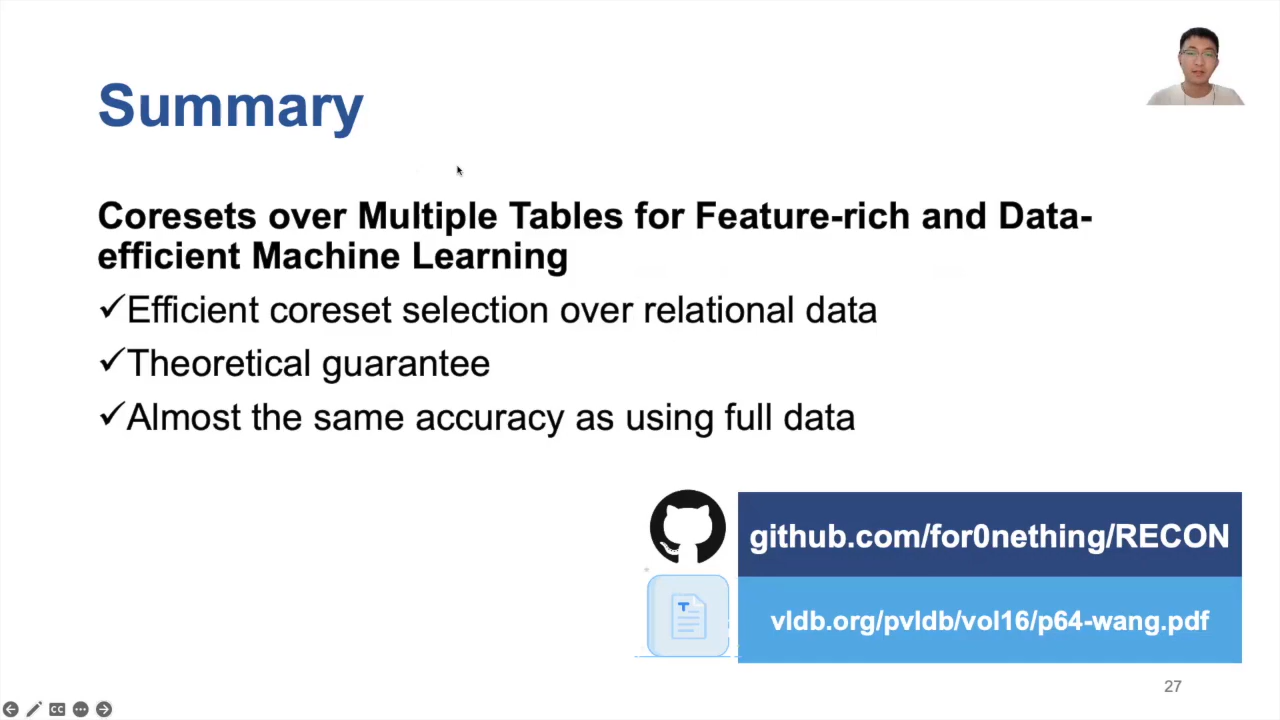 Summary
Coresets over Multiple Tables for Feature-rich and Data-
efficient Machine Learning
✓Efficient coreset selection over relational data
✓Theoretical guarantee
✓Almost the same accuracy as using full data
github.com/for0nething/RECON
T
vldb.org/pvldb/vol16/p64-wang.pdf
27
CC